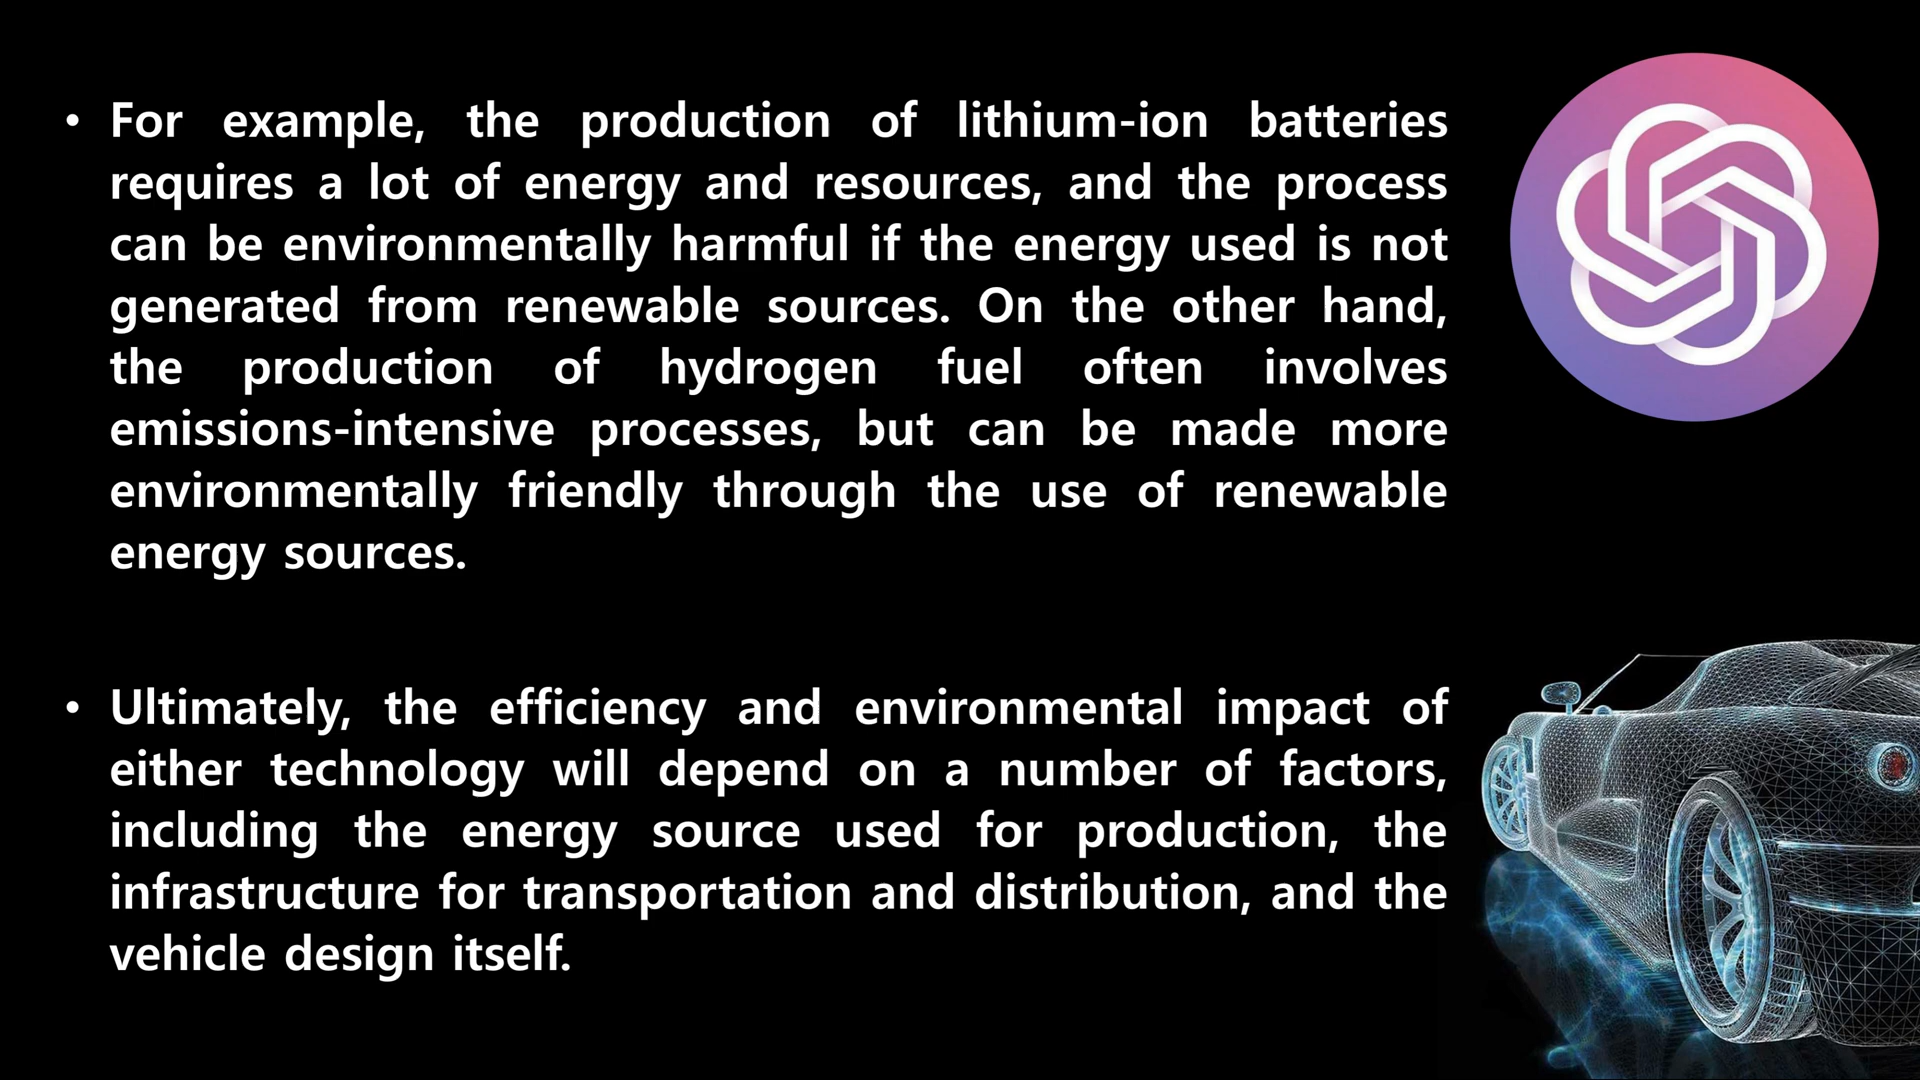 • For example, the production of lithium-ion batteries
requires a lot of energy and resources, and the process
can be environmentally harmful if the energy used is not
generated from renewable sources. On the other hand,
the production of hydrogen fuel often involves
emissions-intensive processes, but can be made more
environmentally friendly through the use of renewable
energy sources.
• Ultimately, the efficiency and environmental impact of
either technology will depend on a number of factors,
including the energy source used for production, the
infrastructure for transportation and distribution, and the
vehicle design itself.